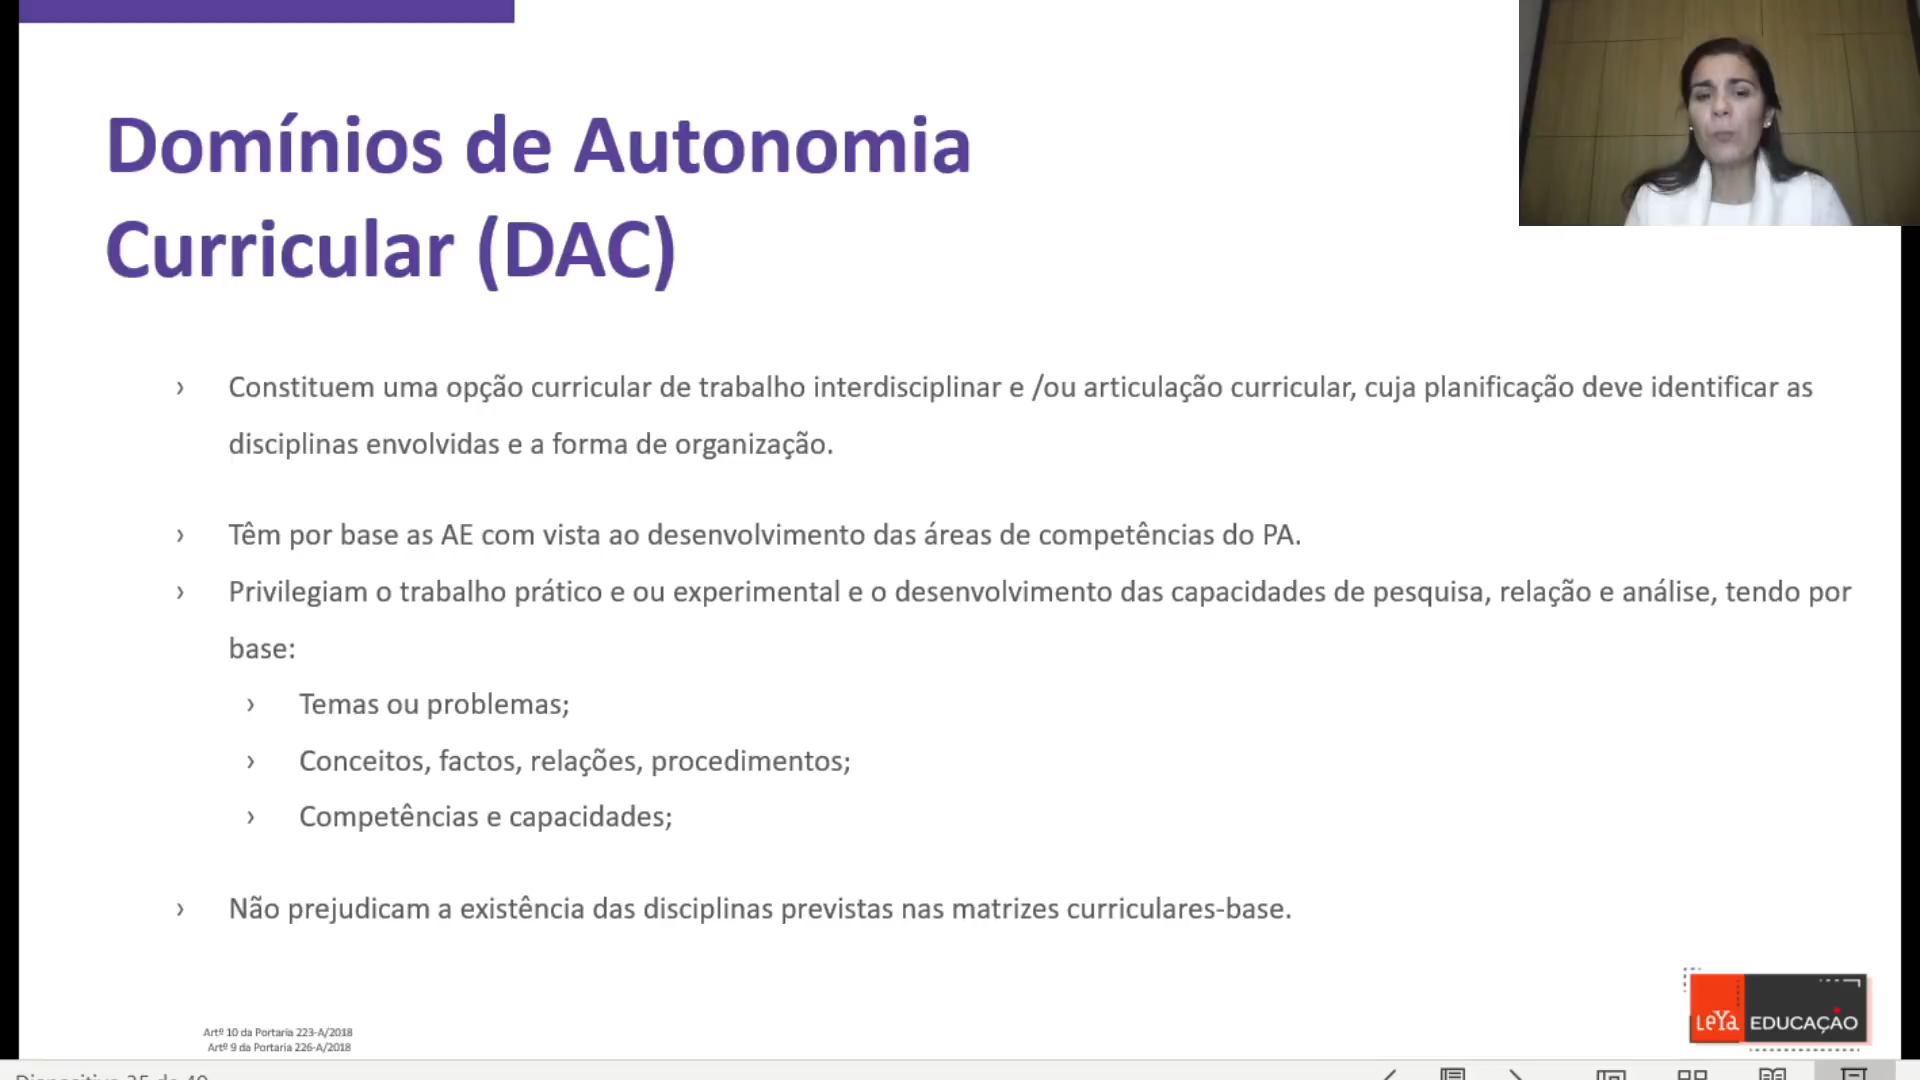 Domínios de Autonomia
Curricular (DAC)
› Constituem uma opção curricular de trabalho interdisciplinar e /ou articulação curricular, cuja planificação deve identificar as
disciplinas envolvidas e a forma de organização.
› Têm por base as AE com vista ao desenvolvimento das áreas de competências do PA.
› Privilegiam o trabalho prático e ou experimental e o desenvolvimento das capacidades de pesquisa, relação e análise, tendo por
base:
› Temas ou problemas;
› Conceitos, factos, relações, procedimentos;
› Competências e capacidades;
› Não prejudicam a existência das disciplinas previstas nas matrizes curriculares-base.
Artº 10 da Portaria 223-A/2018
Artº 9 da Portaria 226-A/2018
LeYa EDUCAÇÃO
Diapositivo 35 de 40